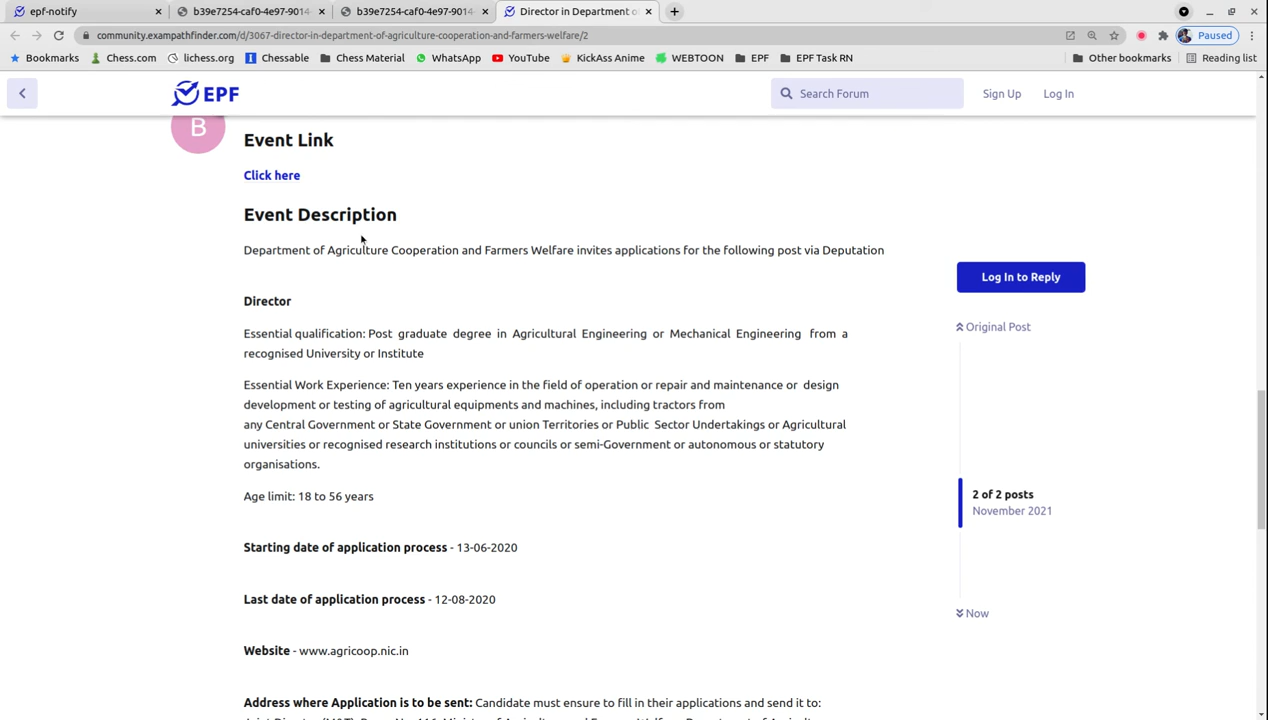 epf-notify
b39e7254-caf0-4e97-9014-
b39e7254-caf0-4e97-9014-
Director in Department of
community.exampathfinder.com/d/3067-director-in-department-of-agriculture-cooperation-and-farmers-welfare/2
Paused
Bookmarks Chess.com lichess.org Chessable Chess Material WhatsApp YouTube KickAss Anime WEBTOON EPF EPF Task RN Other bookmarks Reading list
EPF Search Forum Sign Up Log In
B
Event Link
Click here
Event Description
Department of Agriculture Cooperation and Farmers Welfare invites applications for the following post via Deputation
Director
Essential qualification: Post graduate degree in Agricultural Engineering or Mechanical Engineering from a
recognised University or Institute
Essential Work Experience: Ten years experience in the field of operation or repair and maintenance or design
development or testing of agricultural equipments and machines, including tractors from
any Central Government or State Government or union Territories or Public Sector Undertakings or Agricultural
universities or recognised research institutions or councils or semi-Government or autonomous or statutory
organisations.
Age limit: 18 to 56 years
Starting date of application process - 13-06-2020
Last date of application process - 12-08-2020
Website - www.agricoop.nic.in
Address where Application is to be sent: Candidate must ensure to fill in their applications and send it to:
Log In to Reply
Original Post
2 of 2 posts
November 2021
Now